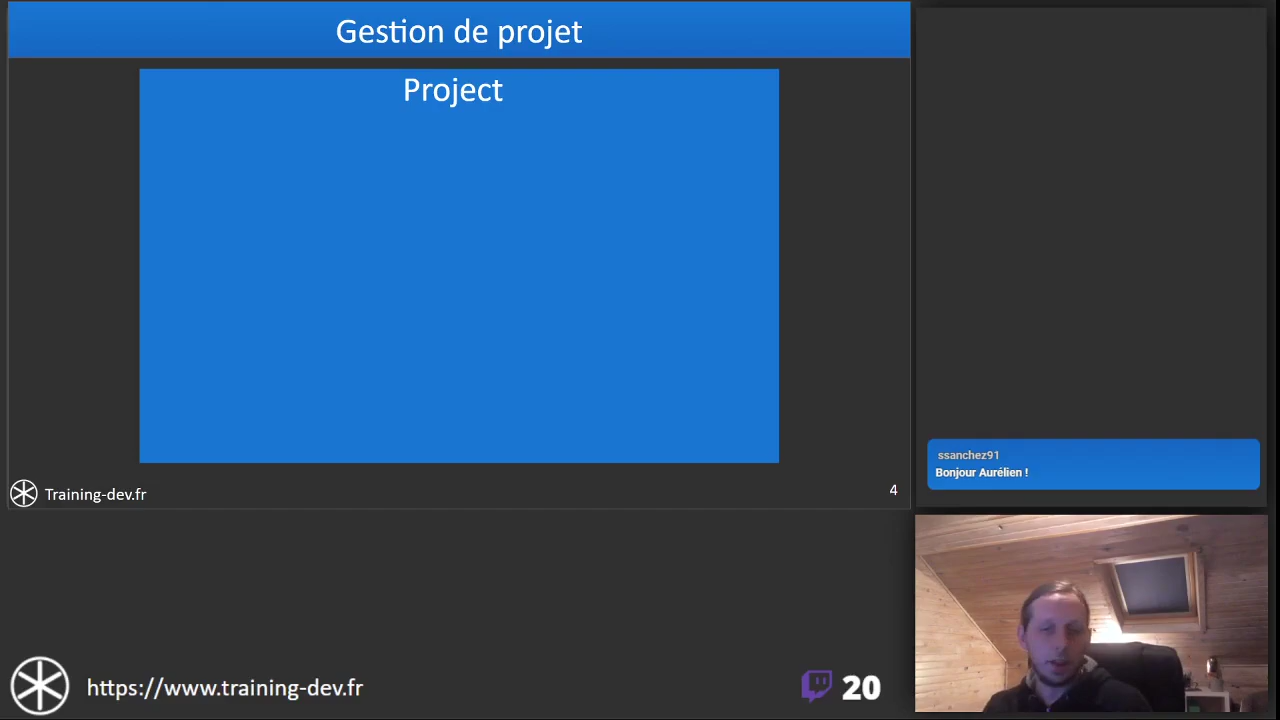 Gestion de projet
Project
Training-dev.fr
4
ssanchez91
Bonjour Aurélien !
https://www.training-dev.fr
20